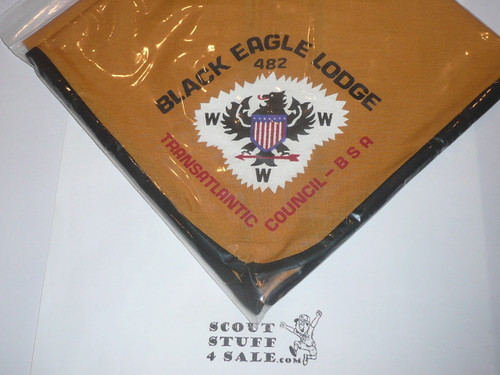 BLACK EAGLE LODGE
482
W W
W
TRANSATLANTIC COUNCIL-BSA
SCOUT
STUFF
4 SALE.com